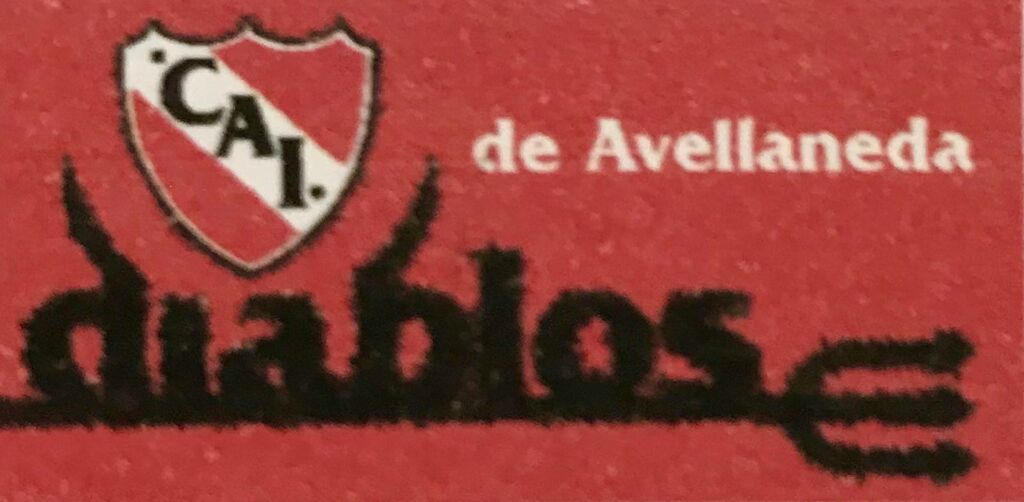 ·CAI·
de Avellaneda
diablos